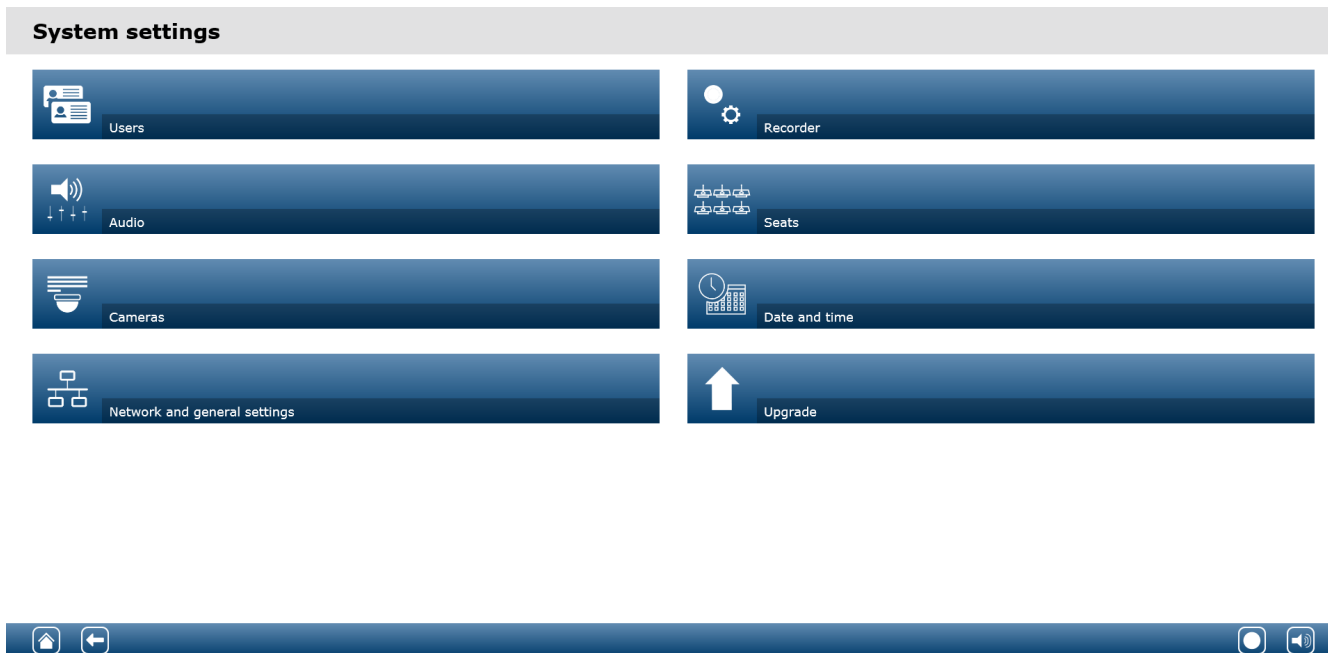 System settings
Users
Recorder
Audio
Seats
Cameras
Date and time
Network and general settings
Upgrade